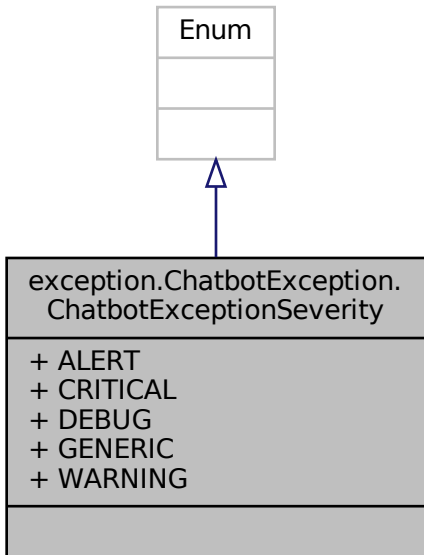 Enum
exception.ChatbotException.
ChatbotExceptionSeverity
+ ALERT
+ CRITICAL
+ DEBUG
+ GENERIC
+ WARNING